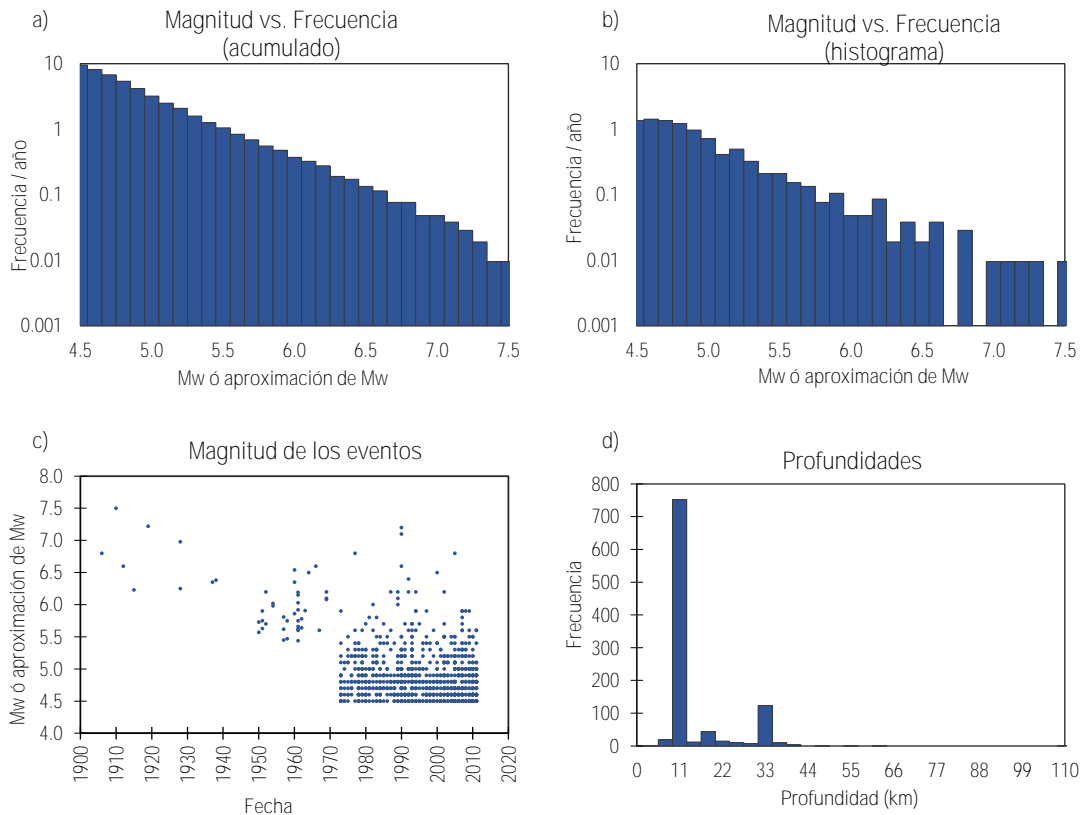 a)
Magnitud vs. Frecuencia
(acumulado)
Frecuencia / año
10
1
0.1
0.01
0.001
4.5 5.0 5.5 6.0 6.5 7.0 7.5
Mw ó aproximación de Mw
b)
Magnitud vs. Frecuencia
(histograma)
Frecuencia / año
10
1
0.1
0.01
0.001
4.5 5.0 5.5 6.0 6.5 7.0 7.5
Mw ó aproximación de Mw
c)
Magnitud de los eventos
Mw ó aproximación de Mw
8.0
7.5
7.0
6.5
6.0
5.5
5.0
4.5
4.0
1900 1910 1920 1930 1940 1950 1960 1970 1980 1990 2000 2010 2020
Fecha
d)
Profundidades
Frecuencia
800
700
600
500
400
300
200
100
0
0 11 22 33 44 55 66 77 88 99 110
Profundidad (km)